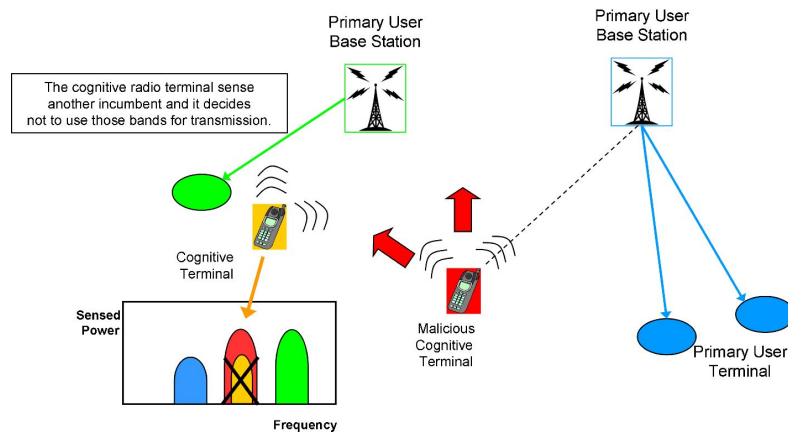 Primary User
Base Station
Primary User
Base Station
The cognitive radio terminal sense
another incumbent and it decides
not to use those bands for transmission.
Cognitive
Terminal
Sensed
Power
Malicious
Cognitive
Terminal
Primary User
Terminal
Frequency